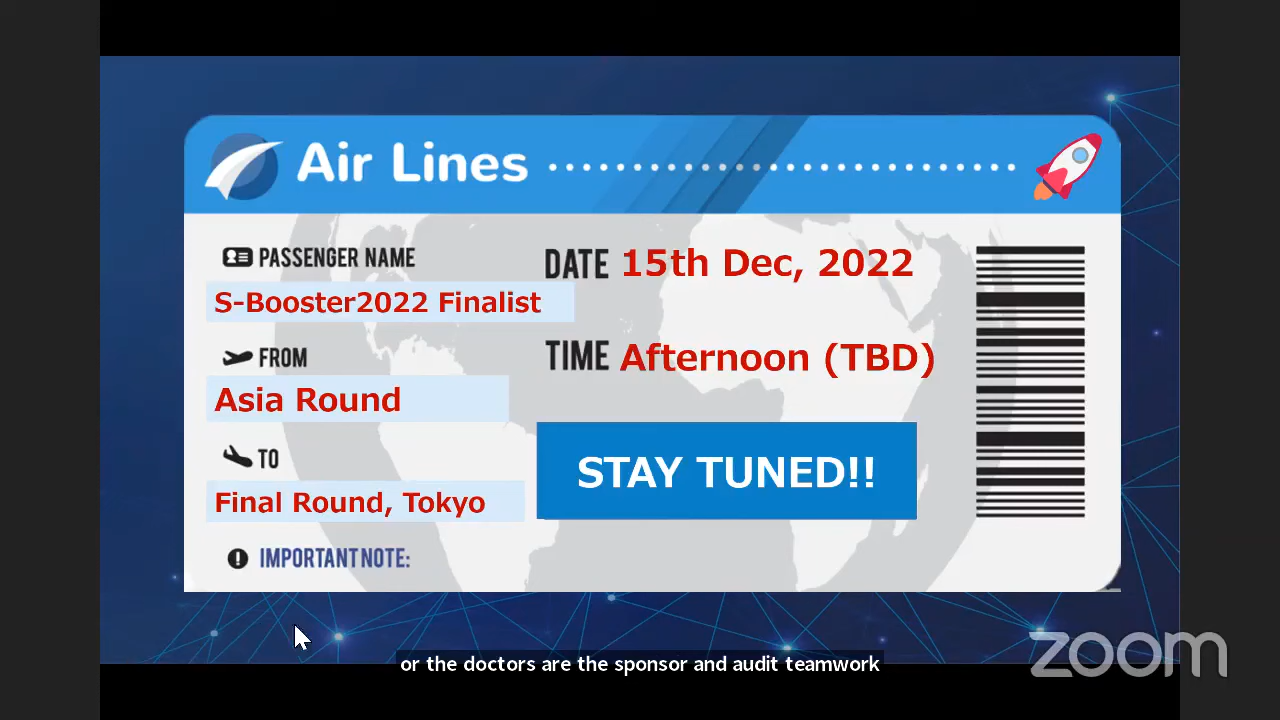 Air Lines
PASSENGER NAME
S-Booster2022 Finalist
FROM
Asia Round
TO
Final Round, Tokyo
IMPORTANT NOTE:
DATE 15th Dec, 2022
TIME Afternoon (TBD)
STAY TUNED!!
or the doctors are the sponsor and audit teamwork
zoom